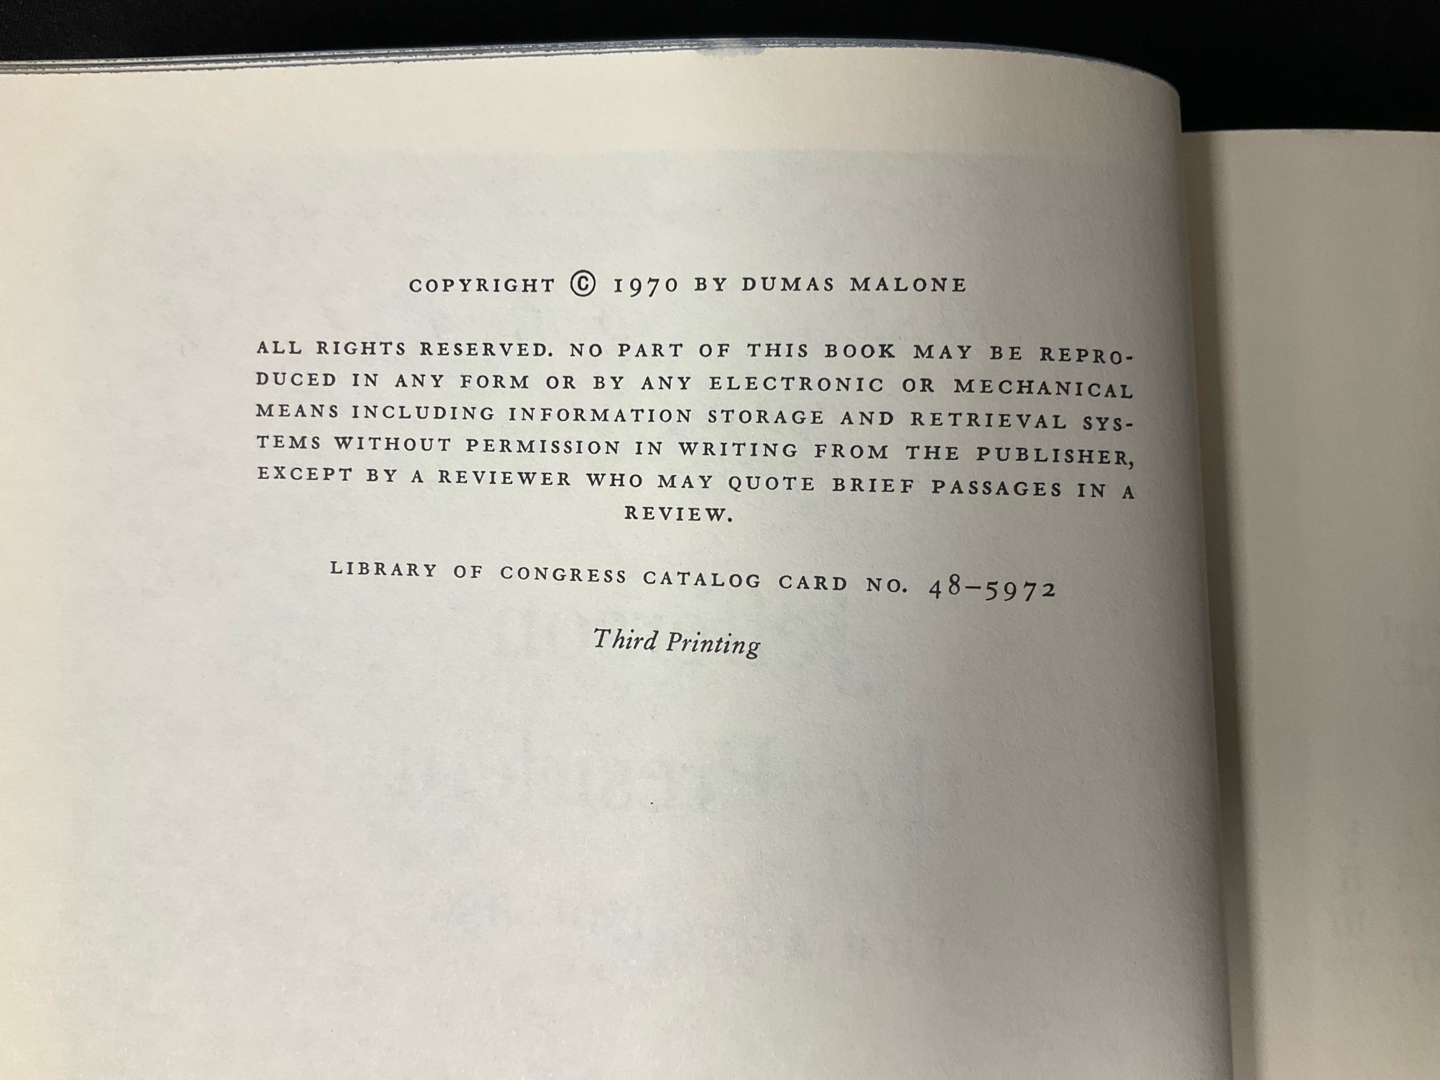 COPYRIGHT © 1970 BY DUMAS MALONE
ALL RIGHTS RESERVED. NO PART OF THIS BOOK MAY BE REPRO-
DUCED IN ANY FORM OR BY ANY ELECTRONIC OR MECHANICAL
MEANS INCLUDING INFORMATION STORAGE AND RETRIEVAL SYS-
TEMS WITHOUT PERMISSION IN WRITING FROM THE PUBLISHER,
EXCEPT BY A REVIEWER WHO MAY QUOTE BRIEF PASSAGES IN A
REVIEW.
LIBRARY OF CONGRESS CATALOG CARD NO. 48–5972
Third Printing